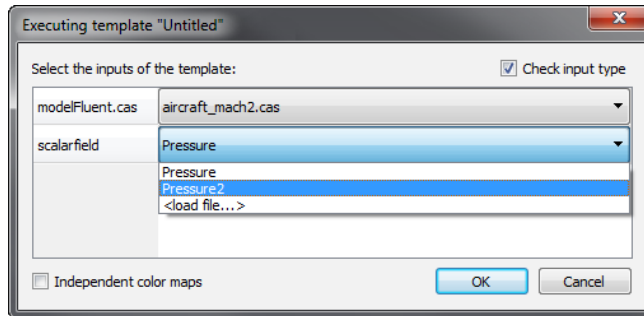 Executing template "Untitled"
Select the inputs of the template:
Check input type
modelFluent.cas
aircraft_mach2.cas
scalarfield
Pressure
Pressure
Pressure2
<load file...>
Independent color maps
OK
Cancel